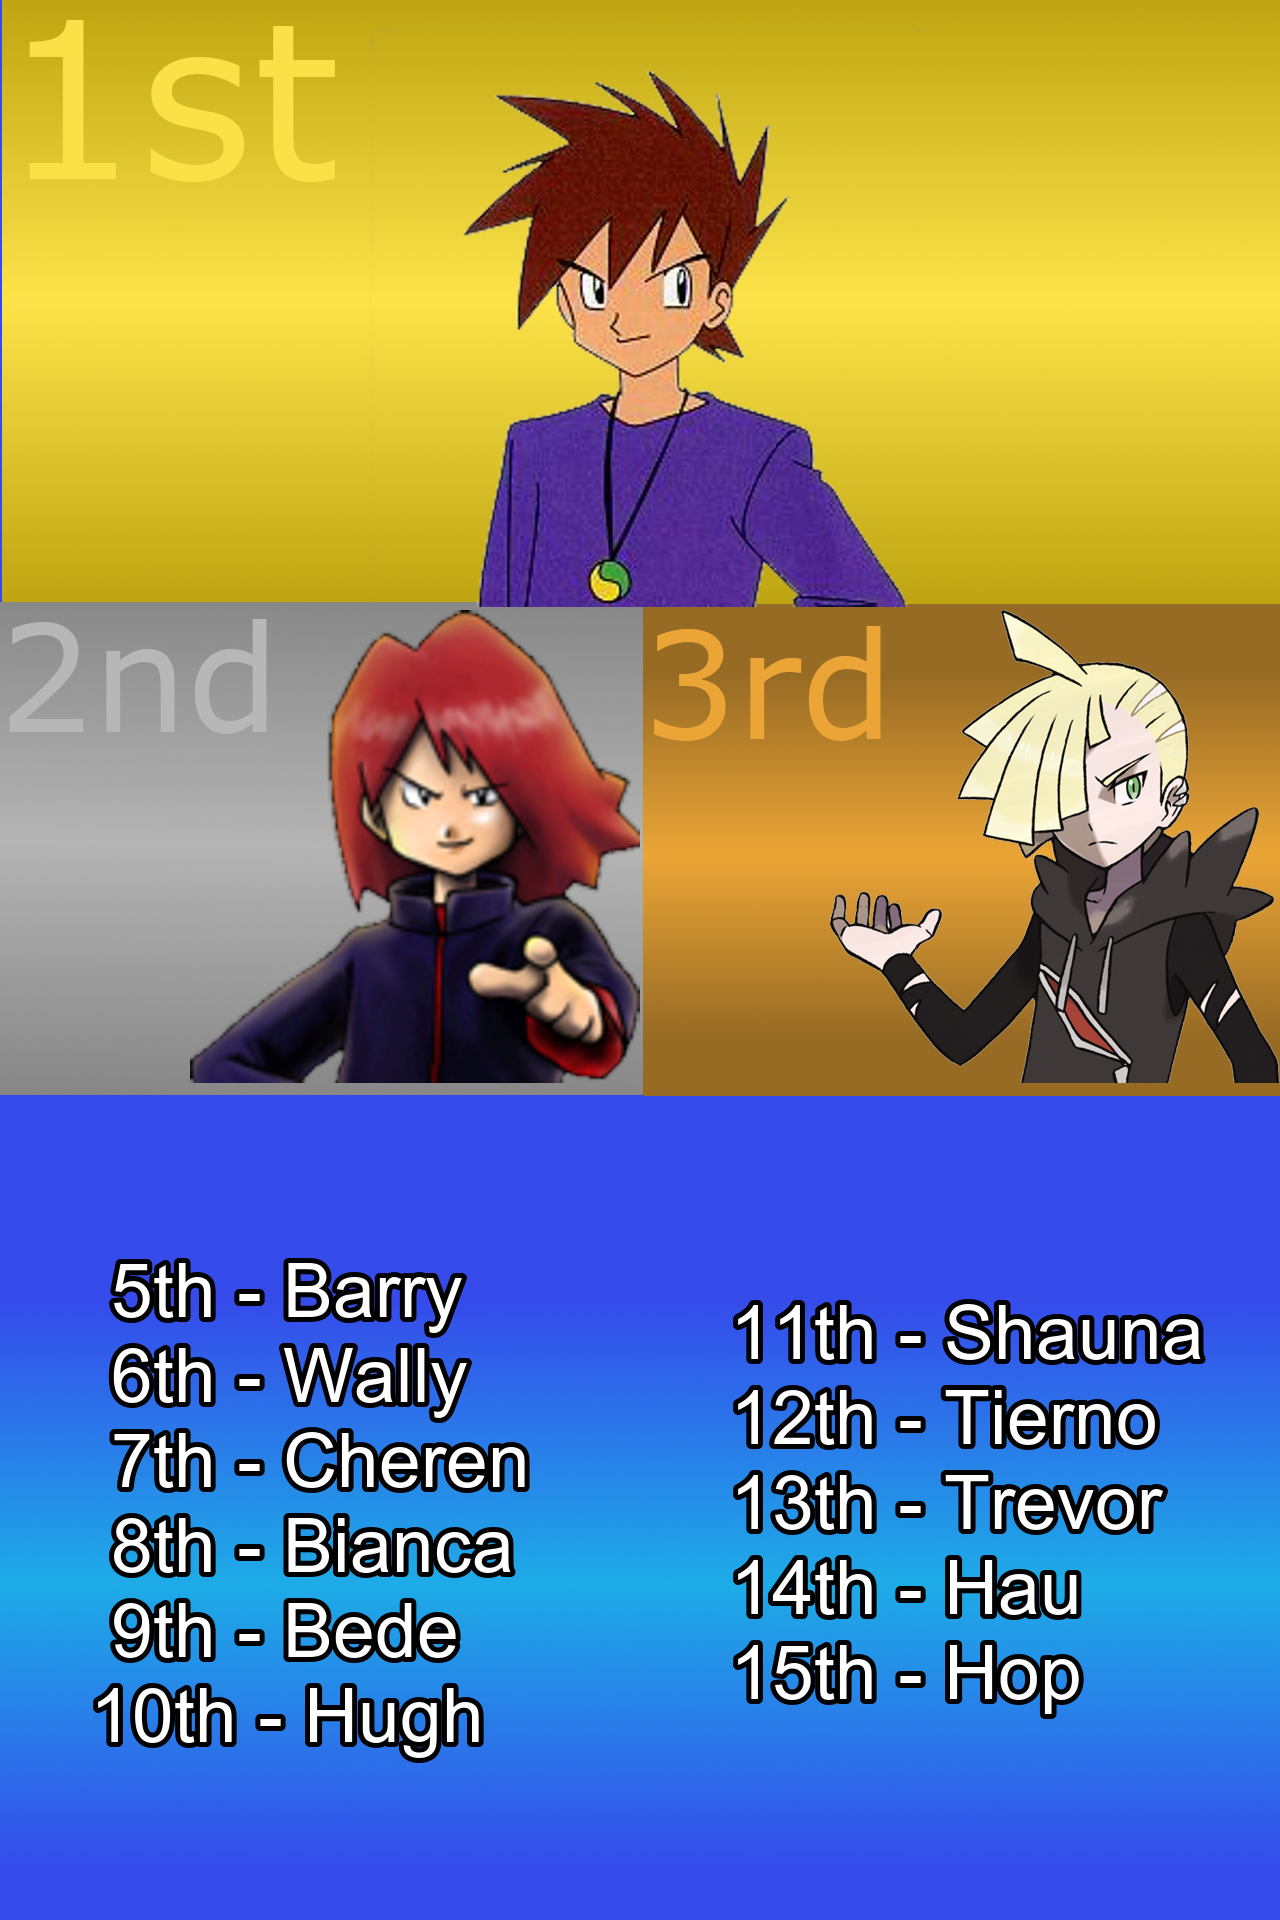 1st
2nd
3rd
5th - Barry
6th - Wally
7th - Cheren
8th - Bianca
9th - Bede
10th - Hugh
11th - Shauna
12th - Tierno
13th - Trevor
14th - Hau
15th - Hop